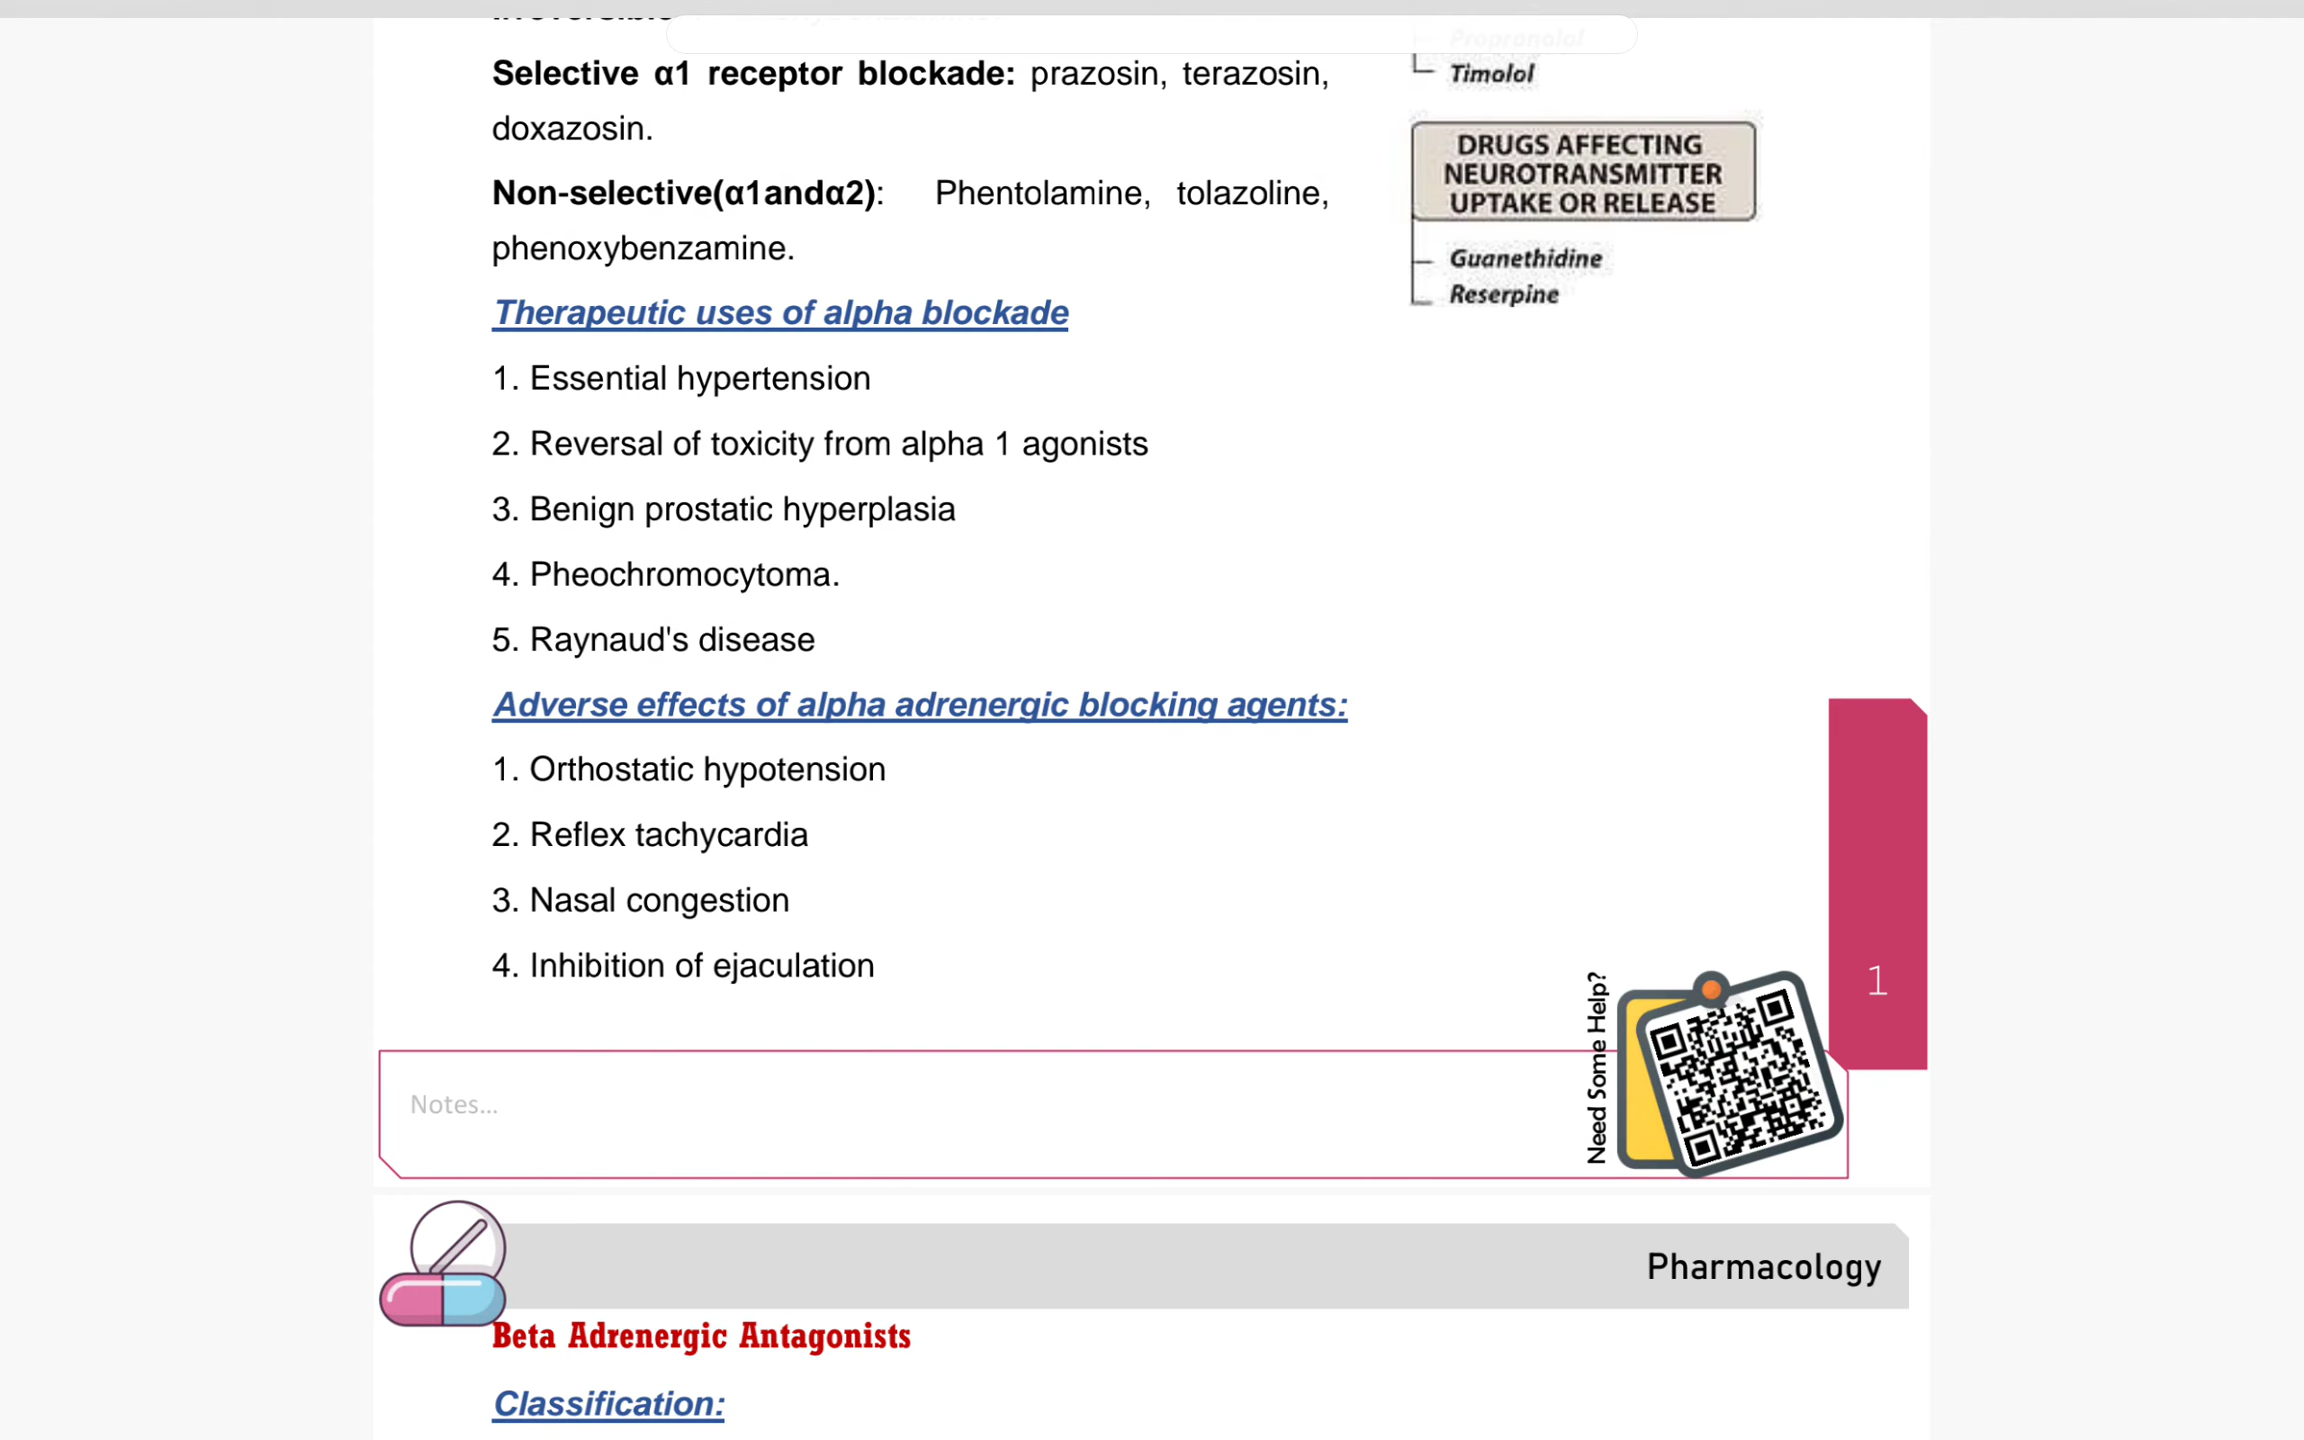 Selective α1 receptor blockade: prazosin, terazosin,
doxazosin.
Non-selective(α1andα2): Phentolamine, tolazoline,
phenoxybenzamine.
Therapeutic uses of alpha blockade
1. Essential hypertension
2. Reversal of toxicity from alpha 1 agonists
3. Benign prostatic hyperplasia
4. Pheochromocytoma.
5. Raynaud's disease
Adverse effects of alpha adrenergic blocking agents:
1. Orthostatic hypotension
2. Reflex tachycardia
3. Nasal congestion
4. Inhibition of ejaculation
Propranolol
Timolol
DRUGS AFFECTING
NEUROTRANSMITTER
UPTAKE OR RELEASE
Guanethidine
Reserpine
1
Need Some Help?
Notes...
Pharmacology
Beta Adrenergic Antagonists
Classification: